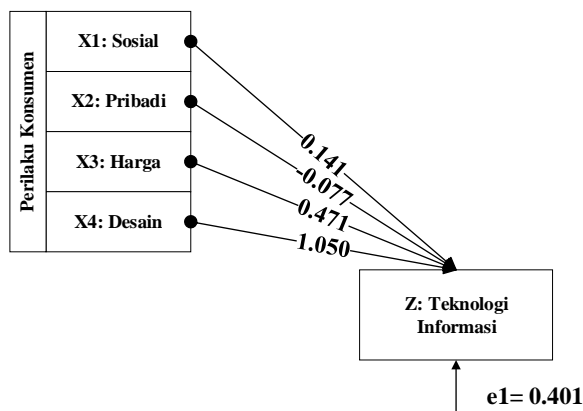 Perilaku Konsumen
X1: Sosial
X2: Pribadi
X3: Harga
X4: Desain
0.141
-0.077
0.471
1.050
Z: Teknologi
Informasi
e1= 0.401